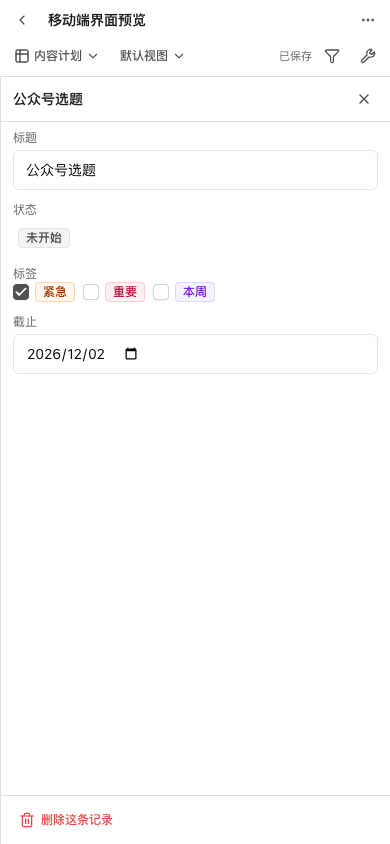 移动端界面预览
内容计划 默认视图 已保存
公众号选题
标题
公众号选题
状态
未开始
标签
紧急 重要 本周
截止
2026/12/02
删除这条记录